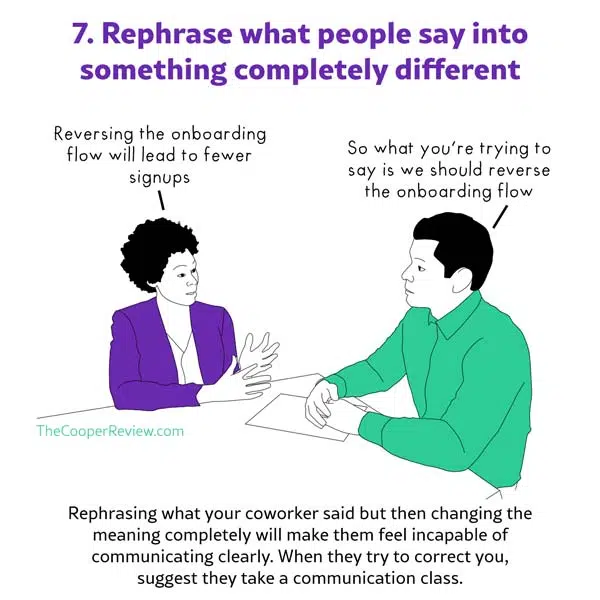 7. Rephrase what people say into
something completely different
Reversing the onboarding
flow will lead to fewer
signups
So what you're trying to
say is we should reverse
the onboarding flow
TheCooperReview.com
Rephrasing what your coworker said but then changing the
meaning completely will make them feel incapable of
communicating clearly. When they try to correct you,
suggest they take a communication class.